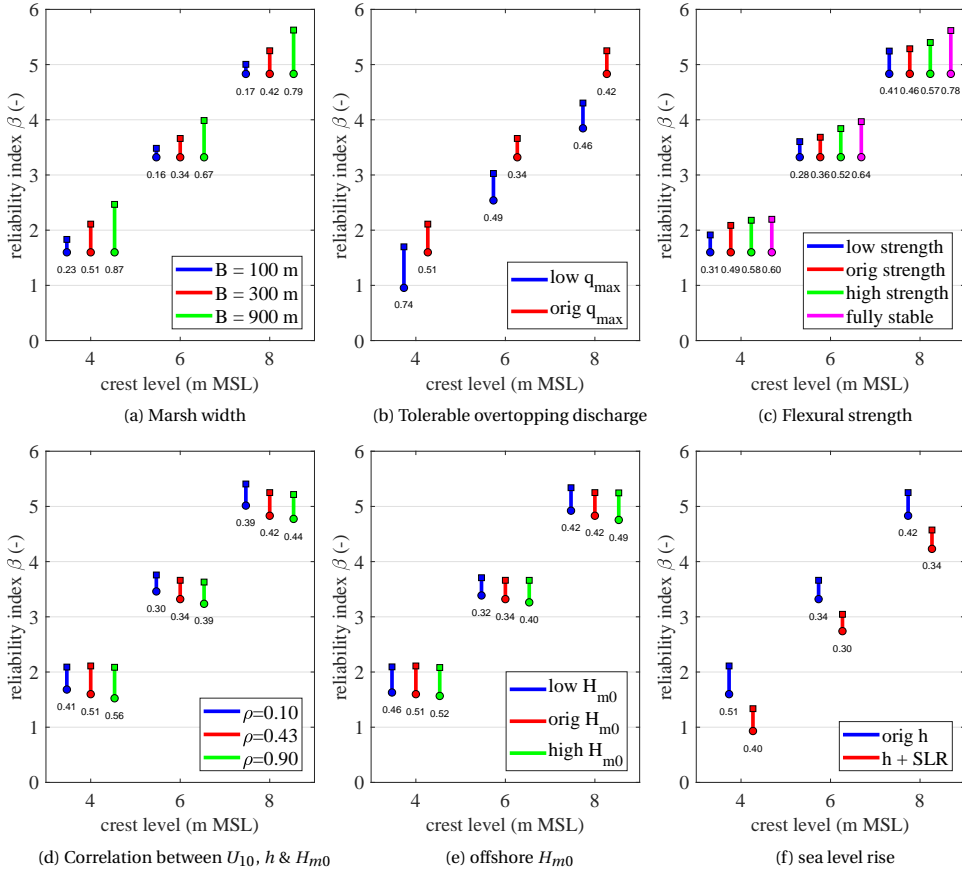 reliability index β (-)
6
5
4
3
2
1
0
0.17 0.42 0.79
0.16 0.34 0.67
0.23 0.51 0.87
B = 100 m
B = 300 m
B = 900 m
4 6 8
crest level (m MSL)
(a) Marsh width
6
5
4
3
2
1
0
0.42
0.46
0.34
0.49
0.51
0.74
low q_max
orig q_max
4 6 8
crest level (m MSL)
(b) Tolerable overtopping discharge
6
5
4
3
2
1
0
0.41 0.46 0.57 0.78
0.28 0.36 0.52 0.64
0.31 0.49 0.58 0.60
low strength
orig strength
high strength
fully stable
4 6 8
crest level (m MSL)
(c) Flexural strength
reliability index β (-)
6
5
4
3
2
1
0
0.39 0.42 0.44
0.30 0.34 0.39
0.41 0.51 0.56
ρ=0.10
ρ=0.43
ρ=0.90
4 6 8
crest level (m MSL)
(d) Correlation between U10, h & Hm0
6
5
4
3
2
1
0
0.42 0.42 0.49
0.32 0.34 0.40
0.46 0.51 0.52
low H_m0
orig H_m0
high H_m0
4 6 8
crest level (m MSL)
(e) offshore Hm0
reliability index β (-)
6
5
4
3
2
1
0
0.42
0.34
0.34
0.30
0.51
0.40
orig h
h + SLR
4 6 8
crest level (m MSL)
(f) sea level rise